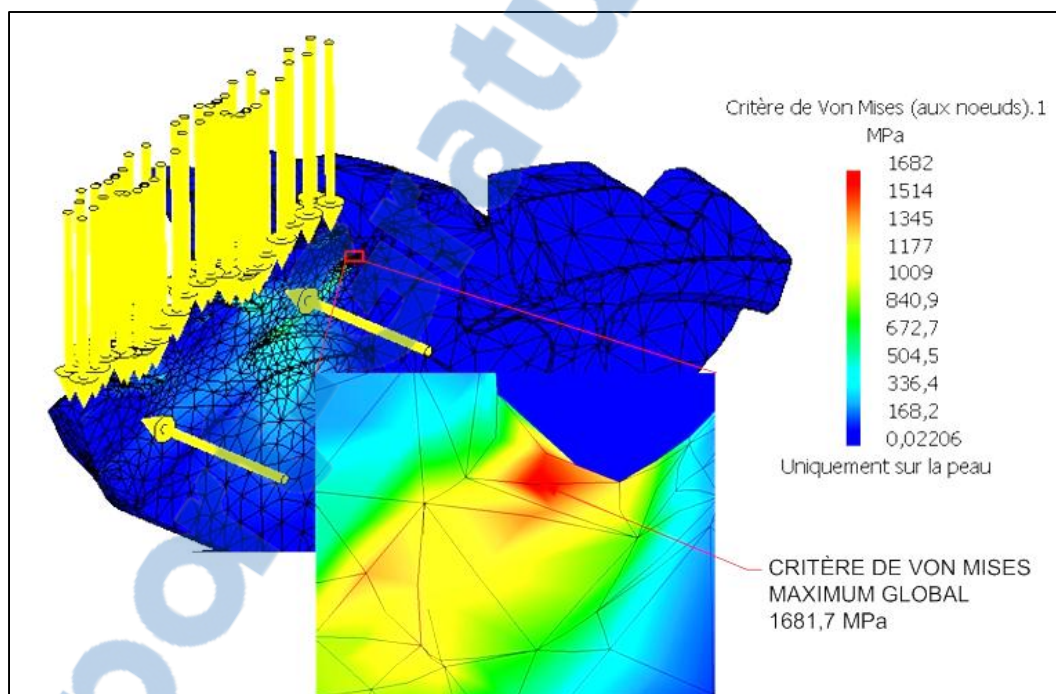 Critère de Von Mises (aux noeuds).1
MPa
1682
1514
1345
1177
1009
840,9
672,7
504,5
336,4
168,2
0,02206
Uniquement sur la peau
CRITÈRE DE VON MISES
MAXIMUM GLOBAL
1681,7 MPa